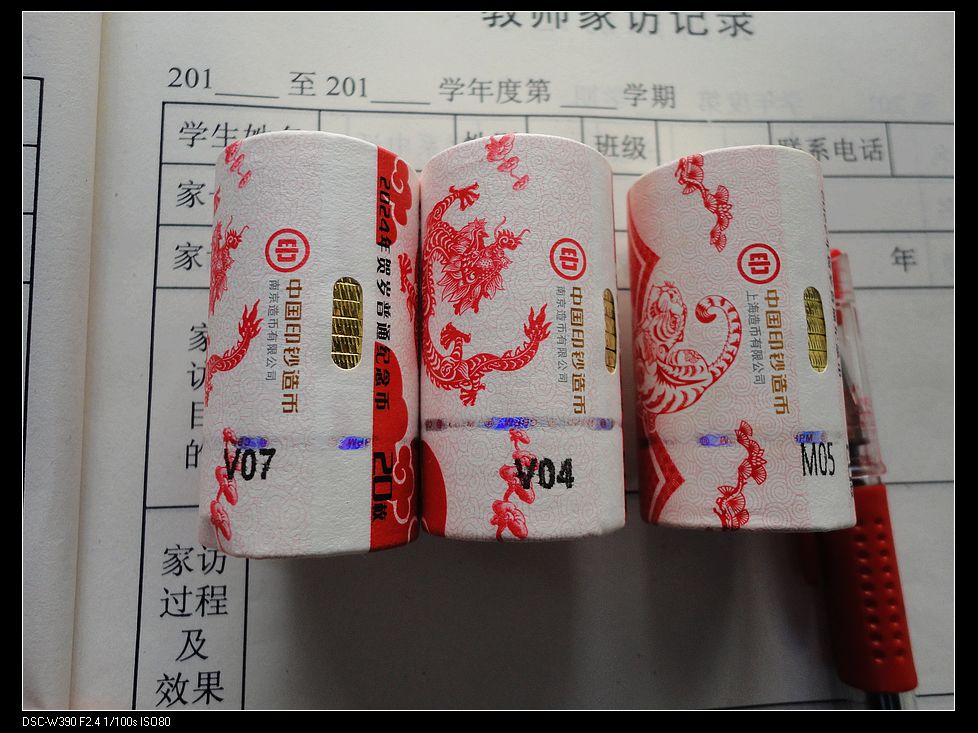 教师家访记录
201____ 至 201____ 学年度第 ____ 学期
学生姓名
班级
联系电话
家
家
年
家
访
目
的
家访
过程
及
效果
中国印钞造币
南京造币有限公司
2024年贺岁普通纪念币
20枚
V07
中国印钞造币
南京造币有限公司
V04
中国印钞造币
上海造币有限公司
M05
DSC-W390 F2.4 1/100s ISO80